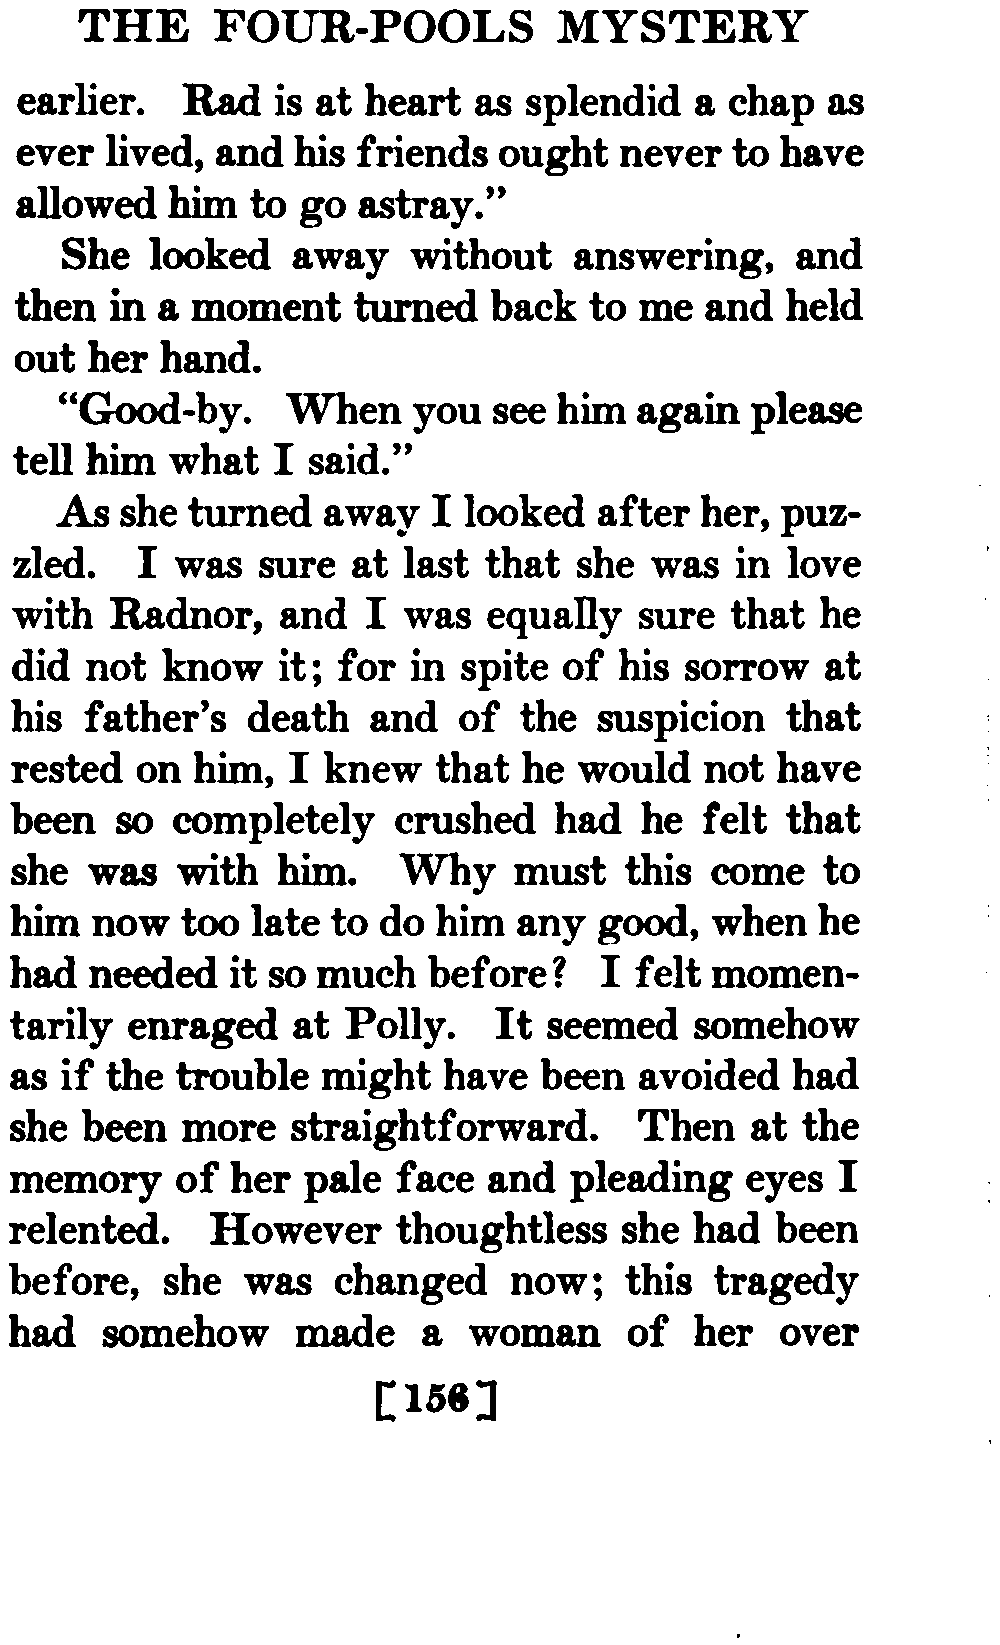 THE FOUR-POOLS MYSTERY
earlier. Rad is at heart as splendid a chap as
ever lived, and his friends ought never to have
allowed him to go astray."
She looked away without answering, and
then in a moment turned back to me and held
out her hand.
"Good-by. When you see him again please
tell him what I said."
As she turned away I looked after her, puz-
zled. I was sure at last that she was in love
with Radnor, and I was equally sure that he
did not know it; for in spite of his sorrow at
his father's death and of the suspicion that
rested on him, I knew that he would not have
been so completely crushed had he felt that
she was with him. Why must this come to
him now too late to do him any good, when he
had needed it so much before? I felt momen-
tarily enraged at Polly. It seemed somehow
as if the trouble might have been avoided had
she been more straightforward. Then at the
memory of her pale face and pleading eyes I
relented. However thoughtless she had been
before, she was changed now; this tragedy
had somehow made a woman of her over
[156]